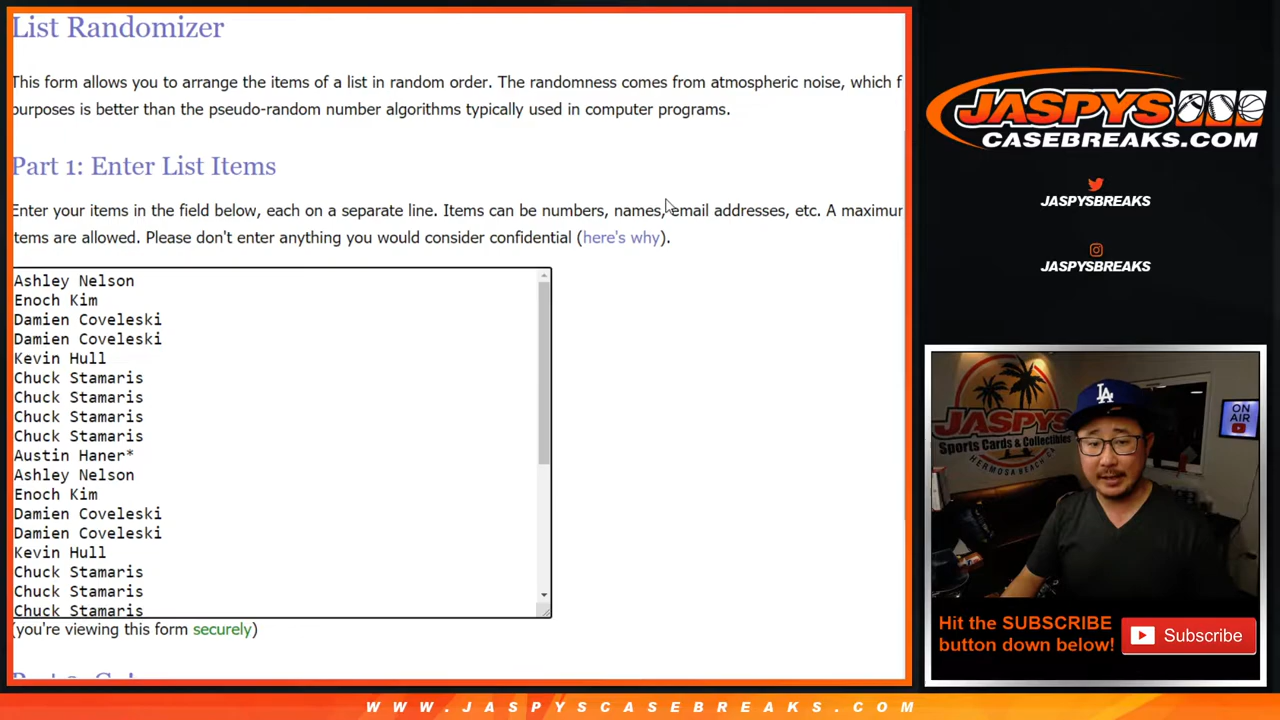 List Randomizer
This form allows you to arrange the items of a list in random order. The randomness comes from atmospheric noise, which f
purposes is better than the pseudo-random number algorithms typically used in computer programs.
Part 1: Enter List Items
Enter your items in the field below, each on a separate line. Items can be numbers, names, email addresses, etc. A maximur
items are allowed. Please don't enter anything you would consider confidential (here's why).
Ashley Nelson
Enoch Kim
Damien Coveleski
Damien Coveleski
Kevin Hull
Chuck Stamaris
Chuck Stamaris
Chuck Stamaris
Chuck Stamaris
Austin Haner*
Ashley Nelson
Enoch Kim
Damien Coveleski
Damien Coveleski
Kevin Hull
Chuck Stamaris
Chuck Stamaris
Chuck Stamaris
(you're viewing this form securely)
JASPYS
CASEBREAKS.COM
JASPYSBREAKS
JASPYSBREAKS
JASPYS
Sports Cards & Collectibles
HERMOSA BEACH, CA
LA
ON
AIR
Hit the SUBSCRIBE
button down below!
Subscribe
WWW.JASPYSCASEBREAKS.COM